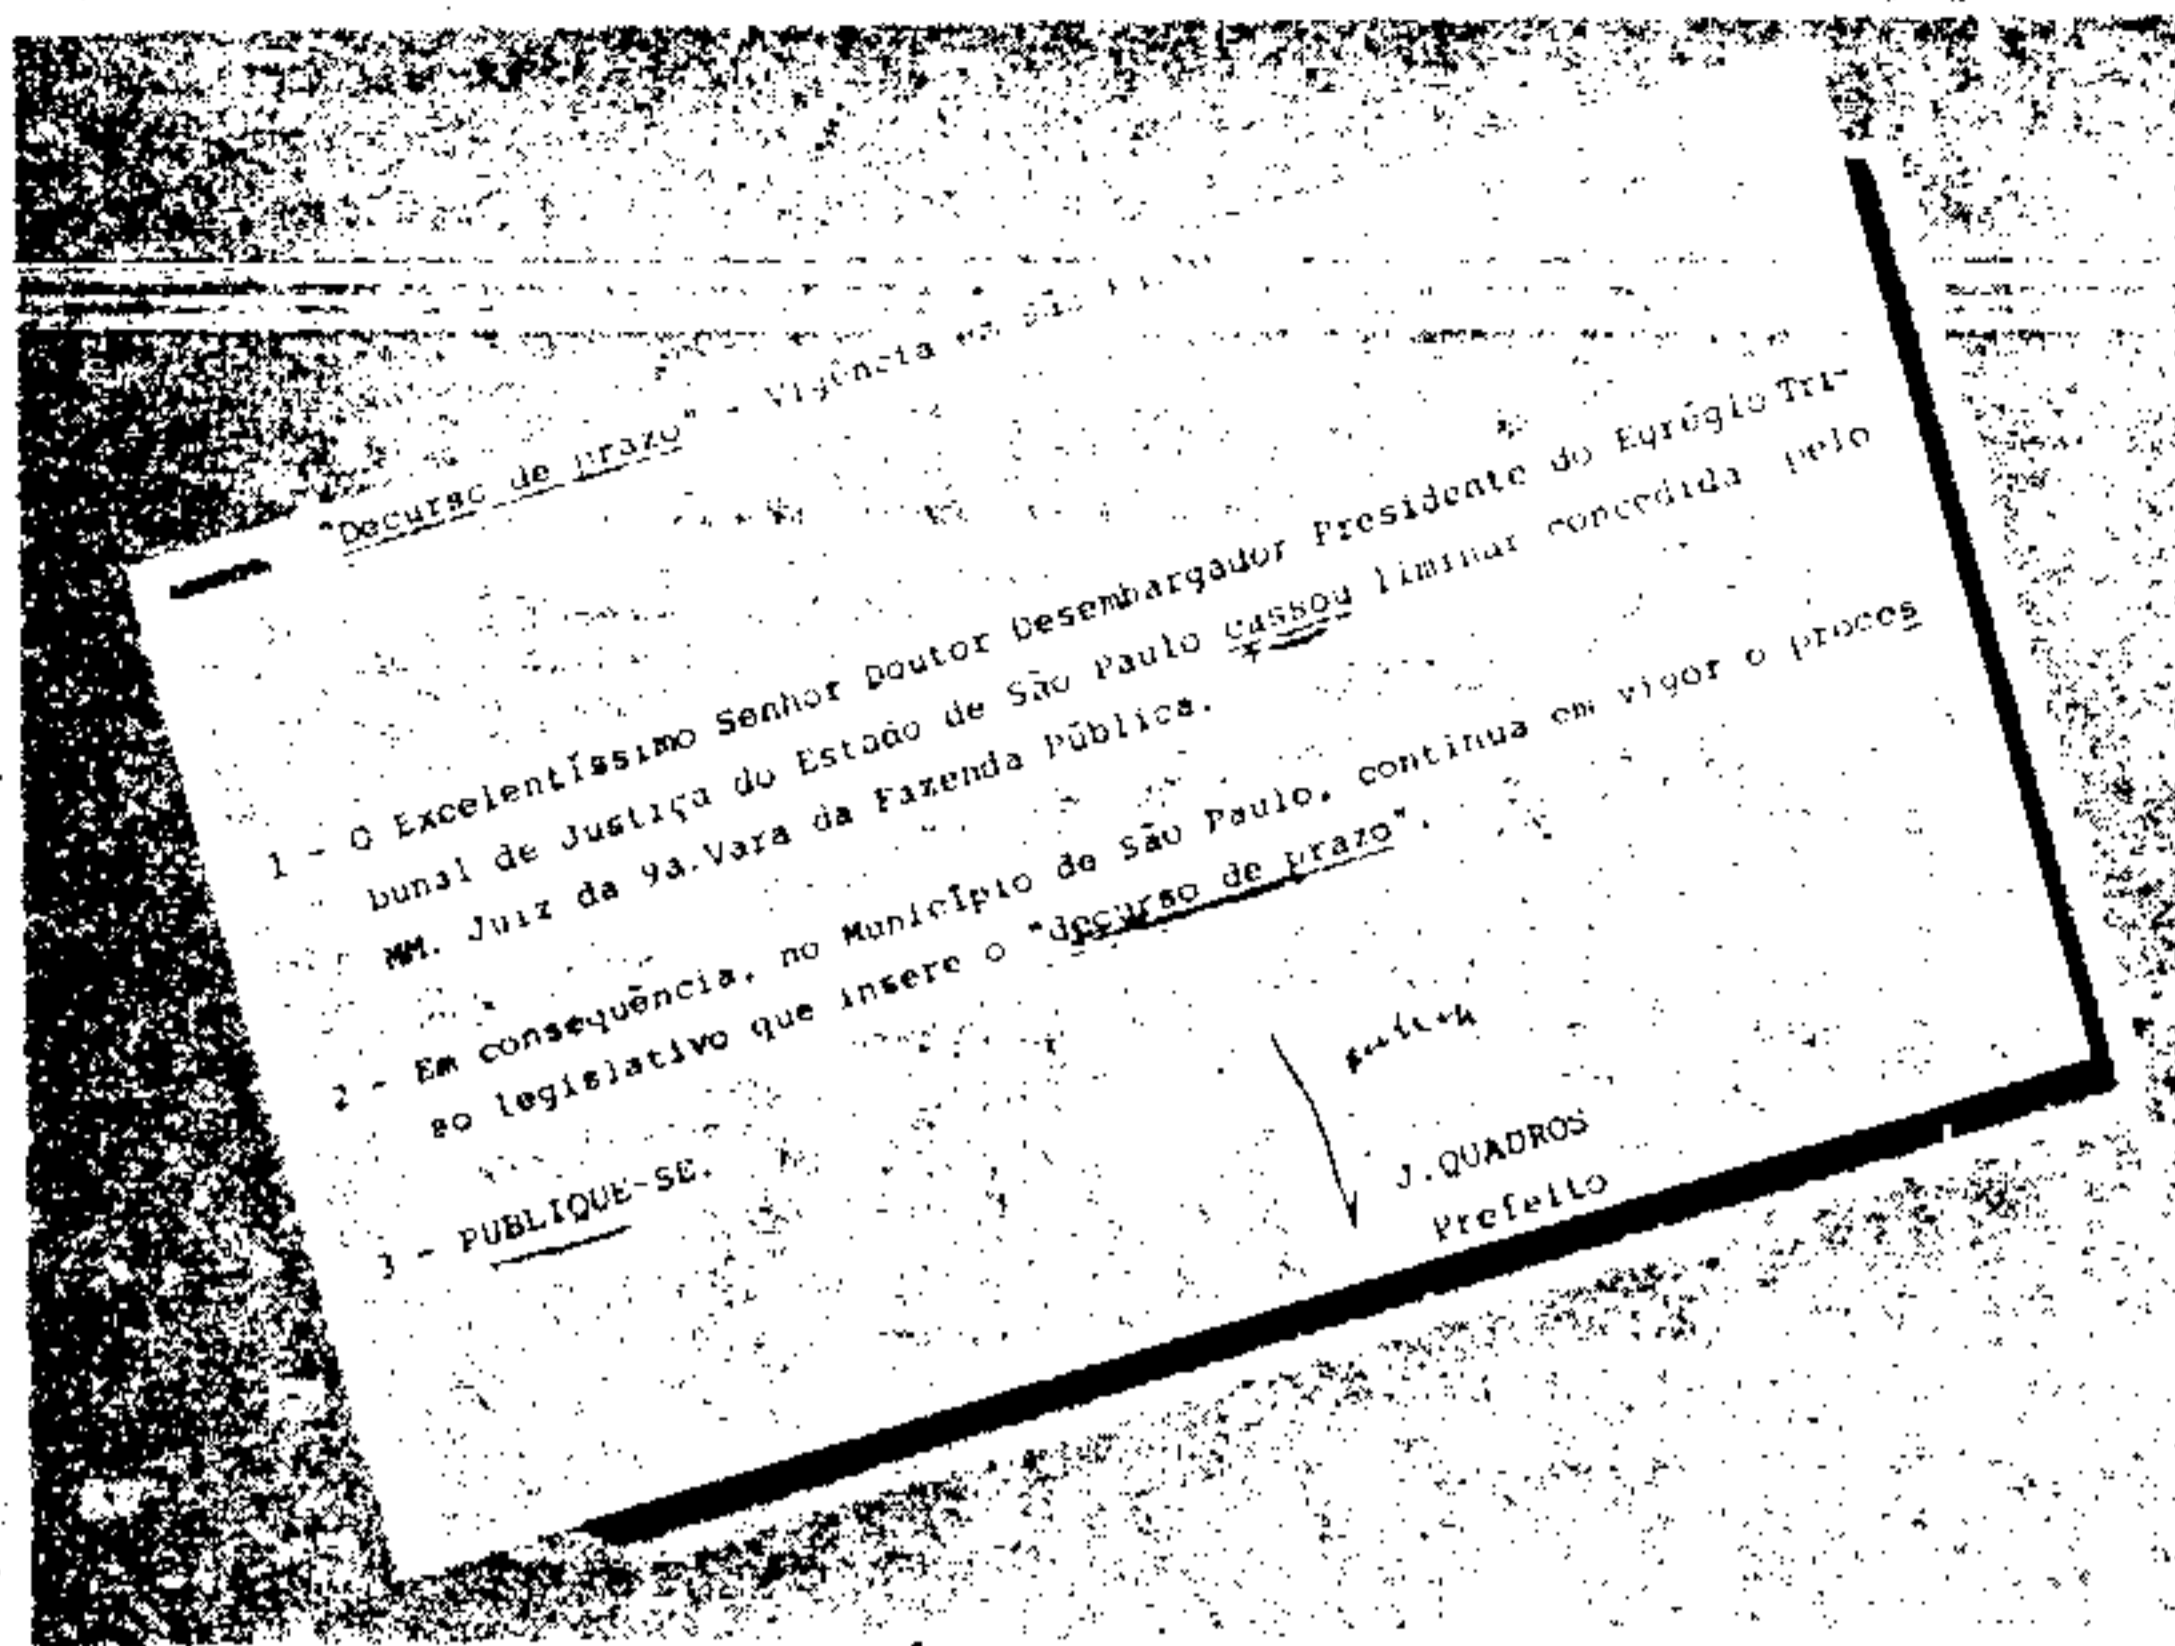 "Decurso de prazo" - Vigência em São
1 - O Excelentíssimo Senhor Doutor Desembargador Presidente do Egrégio Tri-
bunal de Justiça do Estado de São Paulo cassou liminar concedida pelo
MM. Juiz da 9a.Vara da Fazenda Pública.
2 - Em consequência, no Município de São Paulo, continua em vigor o proces
so legislativo que insere o "decurso de prazo".
3 - PUBLIQUE-SE.
J.QUADROS
Prefeito